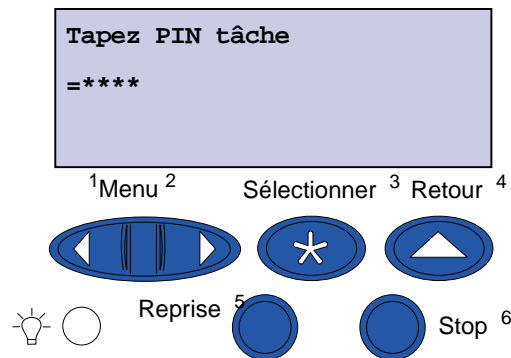 Tapez PIN tâche
=****
1Menu 2 Sélectionner 3 Retour 4
Reprise 5
Stop 6